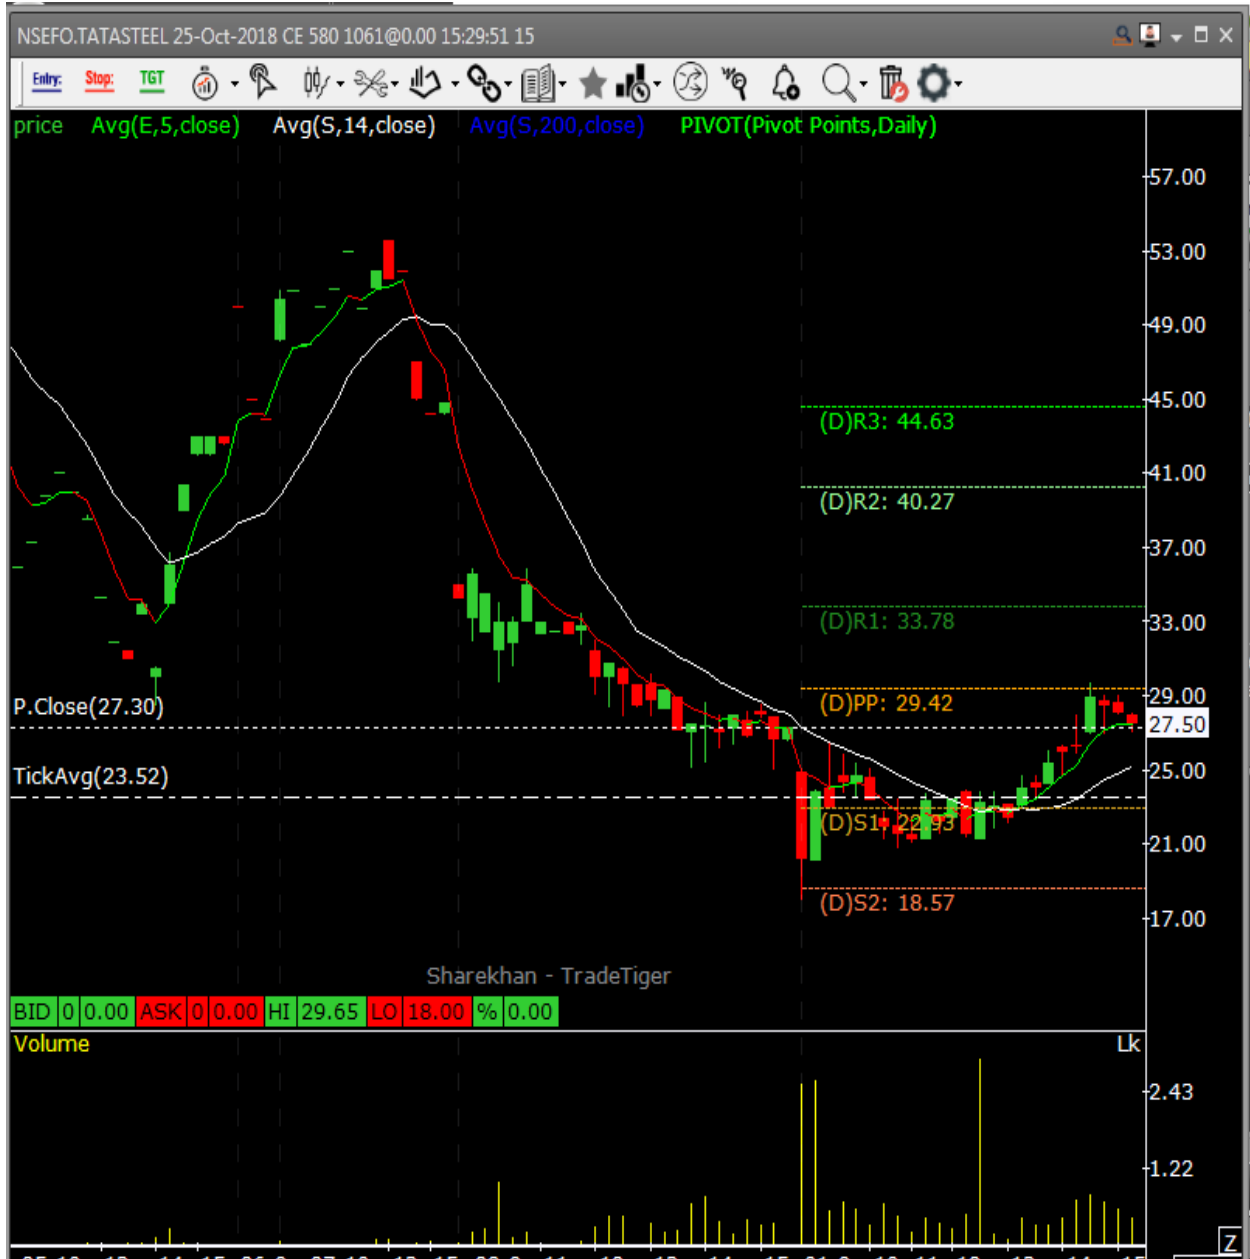 NSEFO.TATASTEEL 25-Oct-2018 CE 580 1061@0.00 15:29:51 15
Entry: Stop: TGT
price Avg(E,5,close) Avg(S,14,close) Avg(S,200,close) PIVOT(Pivot Points,Daily)
57.00
53.00
49.00
45.00
(D)R3: 44.63
41.00
(D)R2: 40.27
37.00
33.00
(D)R1: 33.78
29.00
P.Close(27.30)
(D)PP: 29.42
27.50
TickAvg(23.52)
25.00
(D)S1: 22.93
21.00
(D)S2: 18.57
17.00
Sharekhan - TradeTiger
BID 0 0.00 ASK 0 0.00 HI 29.65 LO 18.00 % 0.00
Volume Lk
2.43
1.22
Z